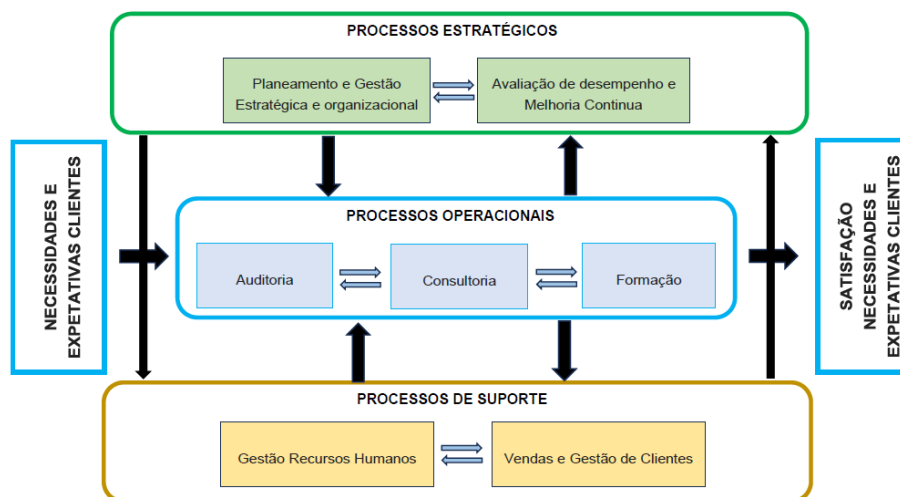 PROCESSOS ESTRATÉGICOS
Planeamento e Gestão
Estratégica e organizacional
Avaliação de desempenho e
Melhoria Continua
NECESSIDADES E
EXPETATIVAS CLIENTES
PROCESSOS OPERACIONAIS
Auditoria
Consultoria
Formação
SATISFAÇÃO
NECESSIDADES E
EXPETATIVAS CLIENTES
PROCESSOS DE SUPORTE
Gestão Recursos Humanos
Vendas e Gestão de Clientes